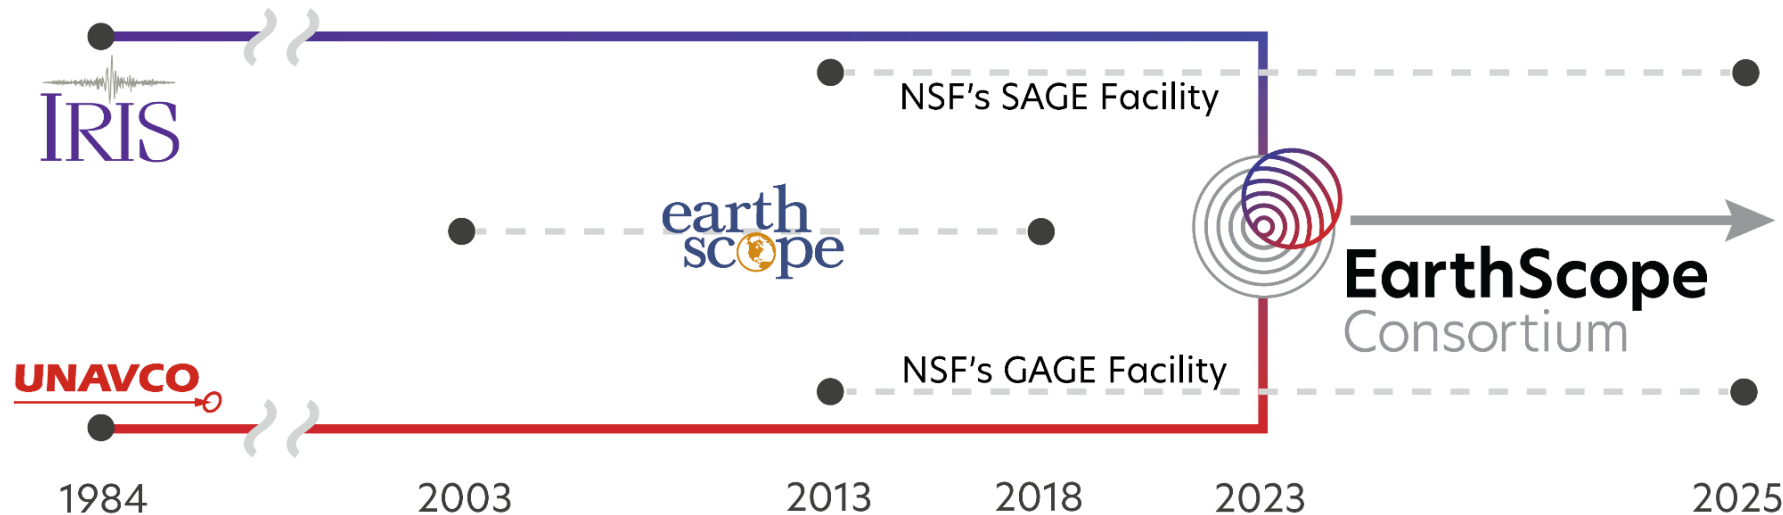 IRIS
NSF's SAGE Facility
earth
scope
EarthScope
Consortium
UNAVCO
NSF's GAGE Facility
1984 2003 2013 2018 2023 2025